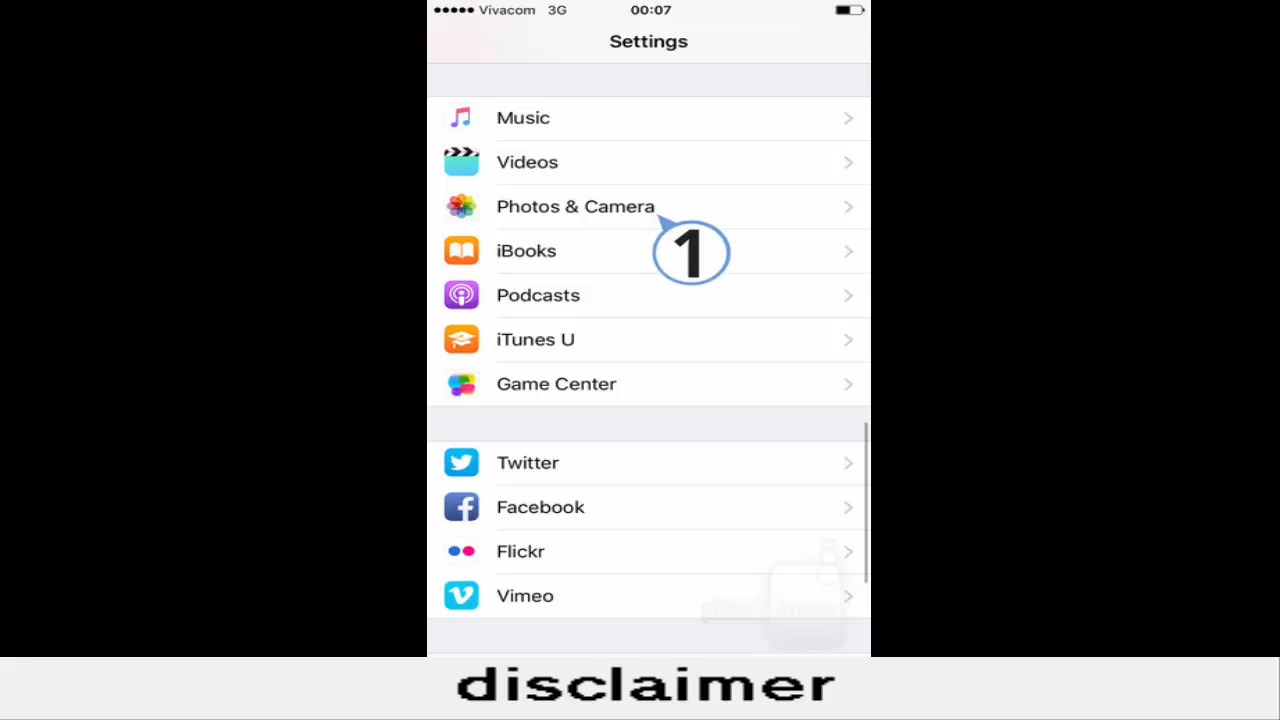 Vivacom 3G 00:07
Settings
Music
Videos
Photos & Camera
1
iBooks
Podcasts
iTunes U
Game Center
Twitter
Facebook
Flickr
Vimeo
disclaimer